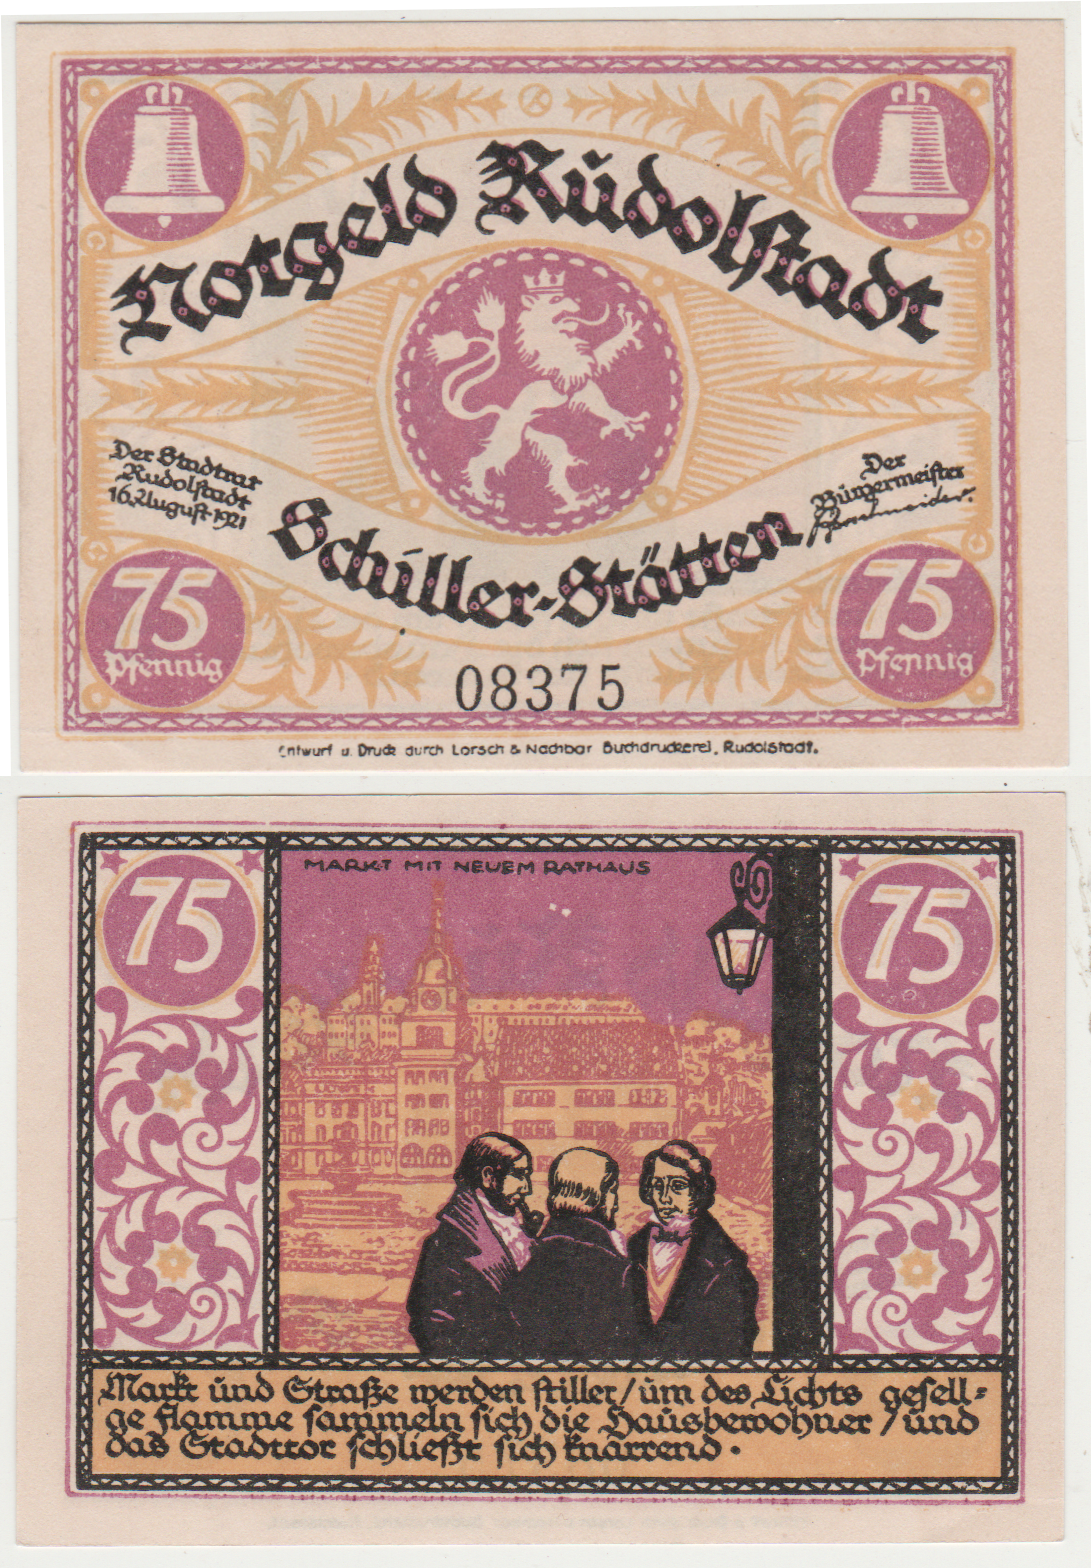 Notgeld Rudolstadt
Der Stadtrat
Rudolstadt
16. August 1921
Der
Bürgermeister
Schiller-Stätten
75
Pfennig
75
Pfennig
08375
Entwurf u. Druck durch Lorsch & Nachbar Buchdruckerei, Rudolstadt.
75
MARKT MIT NEUEM RATHAUS
75
Markt und Straße werden stiller/um des Lichts gesell=
ge Flamme sammeln sich die Hausbewohner/und
das Stadttor schließt sich knarrend.